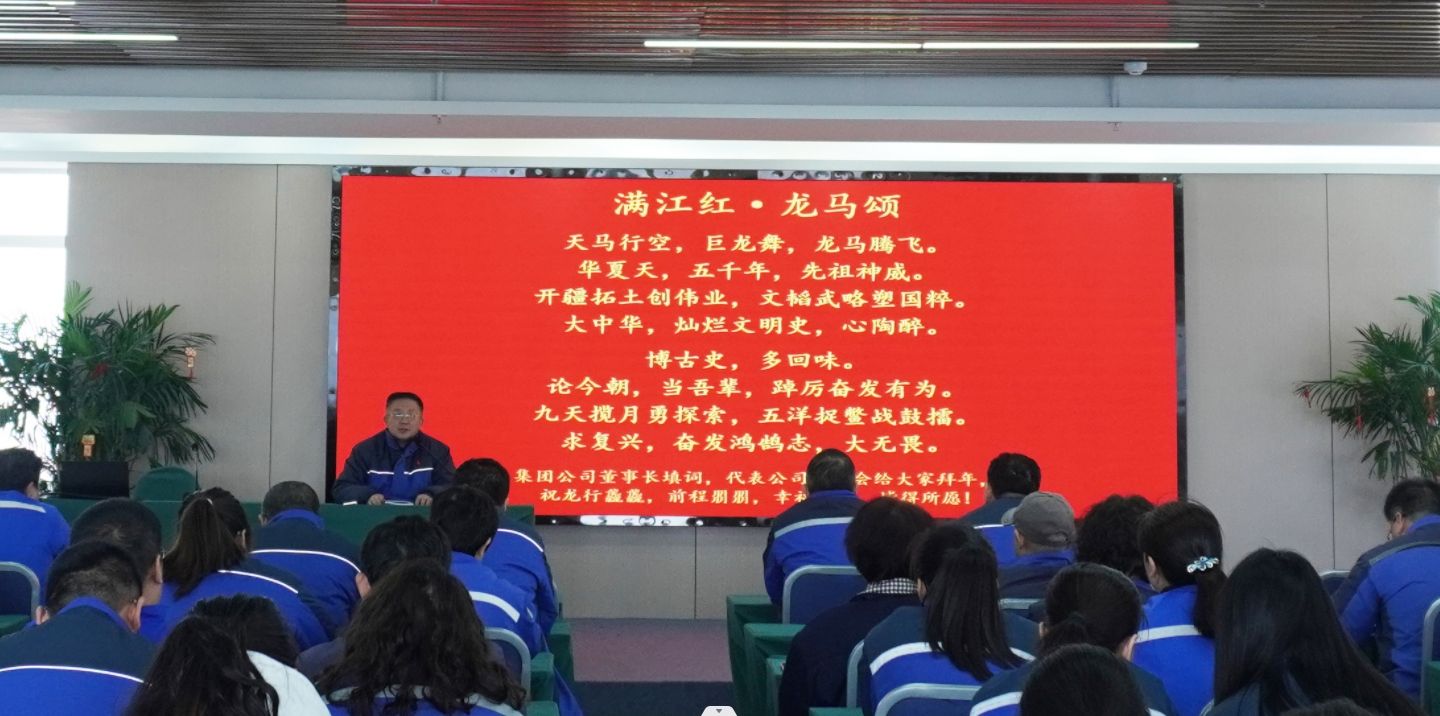 满江红·龙马颂
天马行空，巨龙舞，龙马腾飞。
华夏天，五千年，先祖神威。
开疆拓土创伟业，文韬武略塑国粹。
大中华，灿烂文明史，心陶醉。
博古史，多回味。
论今朝，当吾辈，踔厉奋发有为。
九天揽月勇探索，五洋捉鳖战鼓擂。
求复兴，奋发鸿鹄志，大无畏。
集团公司董事长填词，代表公司 会给大家拜年，
祝龙行龘龘，前程朤朤，幸 得所愿！